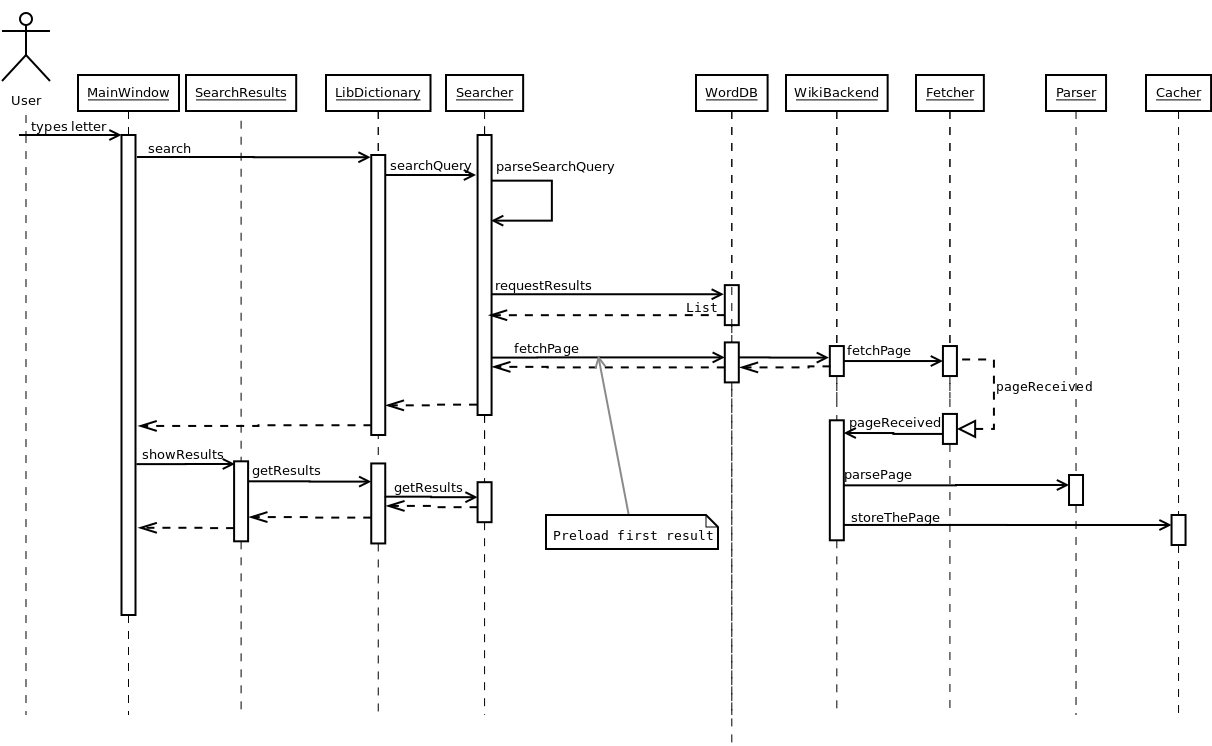 User
MainWindow
SearchResults
LibDictionary
Searcher
WordDB
WikiBackend
Fetcher
Parser
Cacher
types letter
search
searchQuery
parseSearchQuery
requestResults
List
fetchPage
fetchPage
pageReceived
pageReceived
showResults
getResults
getResults
parsePage
storeThePage
Preload first result